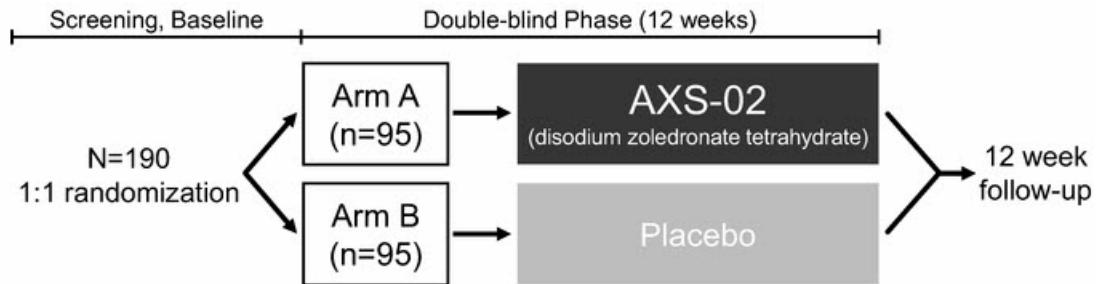 Screening, Baseline
Double-blind Phase (12 weeks)
N=190
1:1 randomization
Arm A
(n=95)
AXS-02
(disodium zoledronate tetrahydrate)
Arm B
(n=95)
Placebo
12 week
follow-up